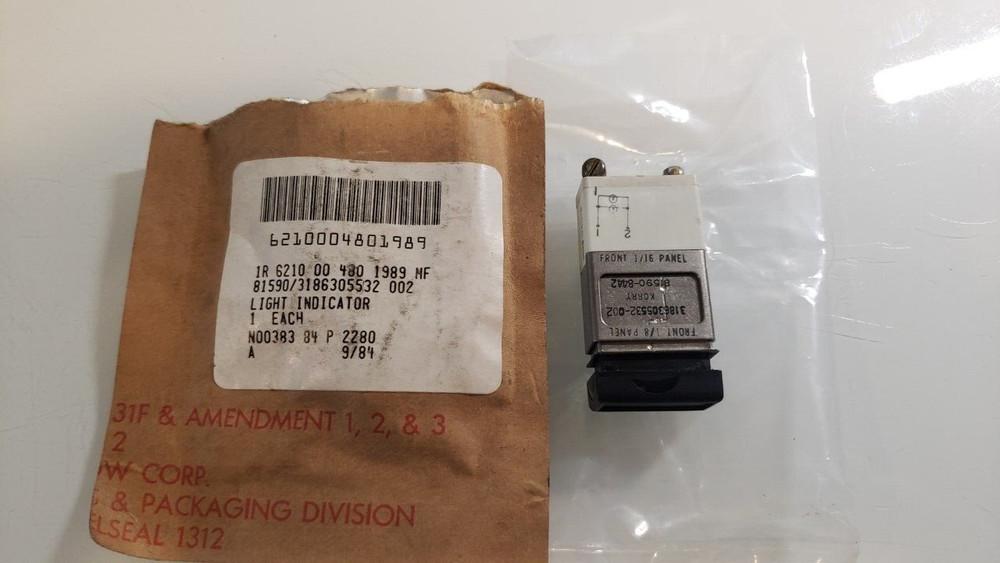 6210004801989
1R 6210 00 480 1989 MF
81590/3186305532 002
LIGHT INDICATOR
1 EACH
N00383 84 P 2280
A 9/84
31F & AMENDMENT 1, 2, & 3
2
CORP.
& PACKAGING DIVISION
1312
1
1 2
FRONT 1/16 PANEL
FRONT 1/8 PANEL
3186305532-002
KORRY
81590-8442